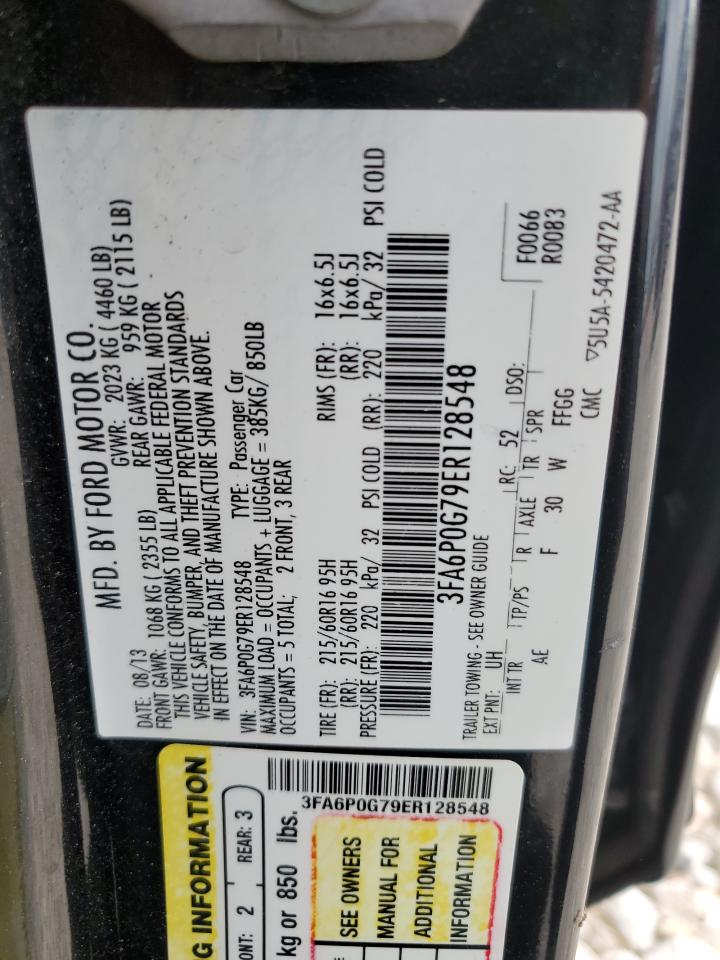 MFD. BY FORD MOTOR CO.
DATE: 08/13 GVWR: 2023 KG ( 4460 LB)
FRONT GAWR: 1068 KG ( 2355 LB) REAR GAWR: 959 KG ( 2115 LB)
THIS VEHICLE CONFORMS TO ALL APPLICABLE FEDERAL MOTOR
VEHICLE SAFETY, BUMPER, AND THEFT PREVENTION STANDARDS
IN EFFECT ON THE DATE OF MANUFACTURE SHOWN ABOVE.
VIN: 3FA6P0G79ER128548 TYPE: Passenger Car
MAXIMUM LOAD = OCCUPANTS + LUGGAGE = 385KG/ 850LB
OCCUPANTS = 5 TOTAL; 2 FRONT, 3 REAR
TIRE (FR): 215/60R16 95H RIMS (FR): 16x6.5J
(RR): 215/60R16 95H (RR): 16x6.5J
PRESSURE (FR): 220 kPa/ 32 PSI COLD (RR): 220 kPa/ 32 PSI COLD
3FA6P0G79ER128548
TRAILER TOWING - SEE OWNER GUIDE
EXT PNT: UH RC: 52 DSO: F0066
R0083
INT TR TP/PS R AXLE TR SPR
AE F 30 W FFGG
CMC ▽5U5A-5420472-AA
G INFORMATION
ONT: 2 REAR: 3
kg or 850 lbs.
3FA6P0G79ER128548
SEE OWNERS
MANUAL FOR
ADDITIONAL
INFORMATION